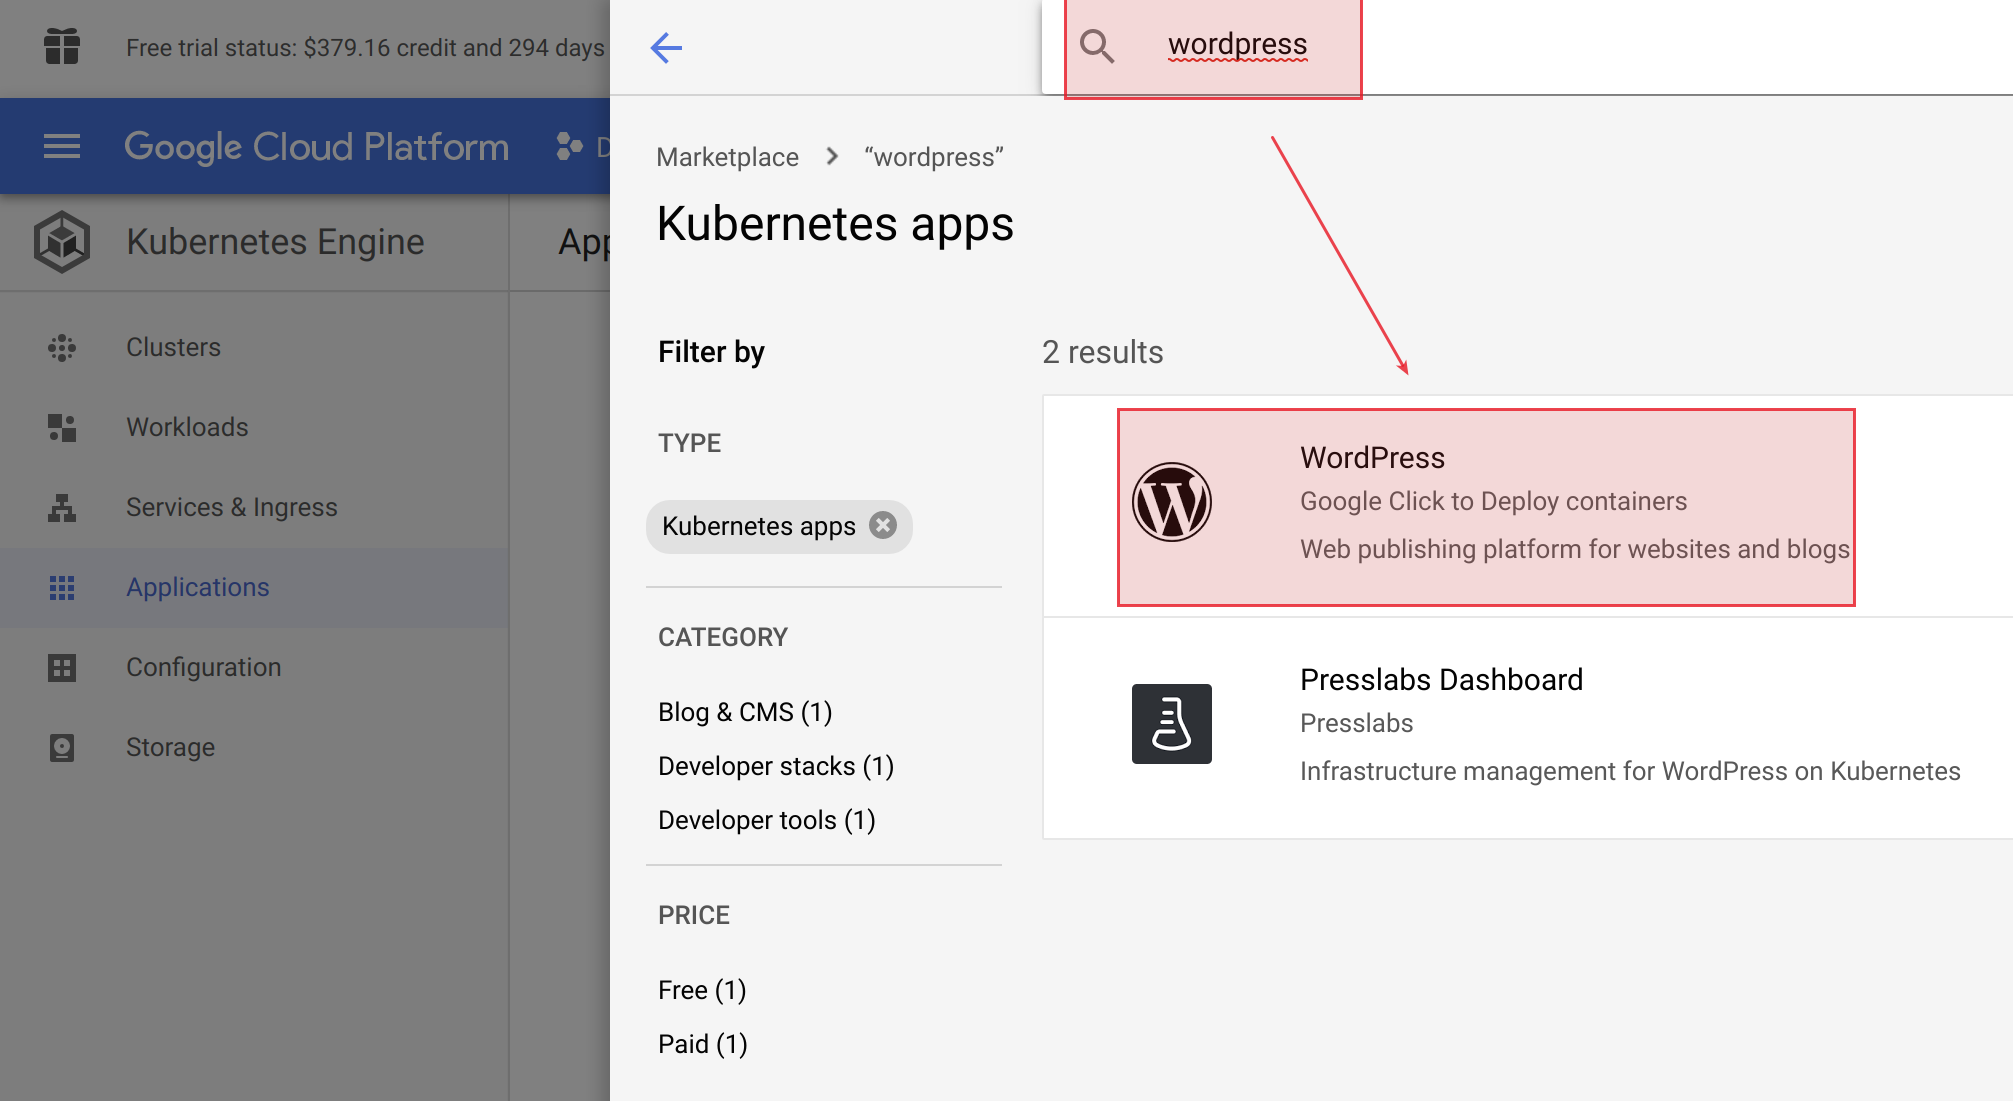 Free trial status: $379.16 credit and 294 days
Google Cloud Platform
Kubernetes Engine
Clusters
Workloads
Services & Ingress
Applications
Configuration
Storage
wordpress
Marketplace > “wordpress”
Kubernetes apps
Filter by
TYPE
Kubernetes apps
CATEGORY
Blog & CMS (1)
Developer stacks (1)
Developer tools (1)
PRICE
Free (1)
Paid (1)
2 results
WordPress
Google Click to Deploy containers
Web publishing platform for websites and blogs
Presslabs Dashboard
Presslabs
Infrastructure management for WordPress on Kubernetes